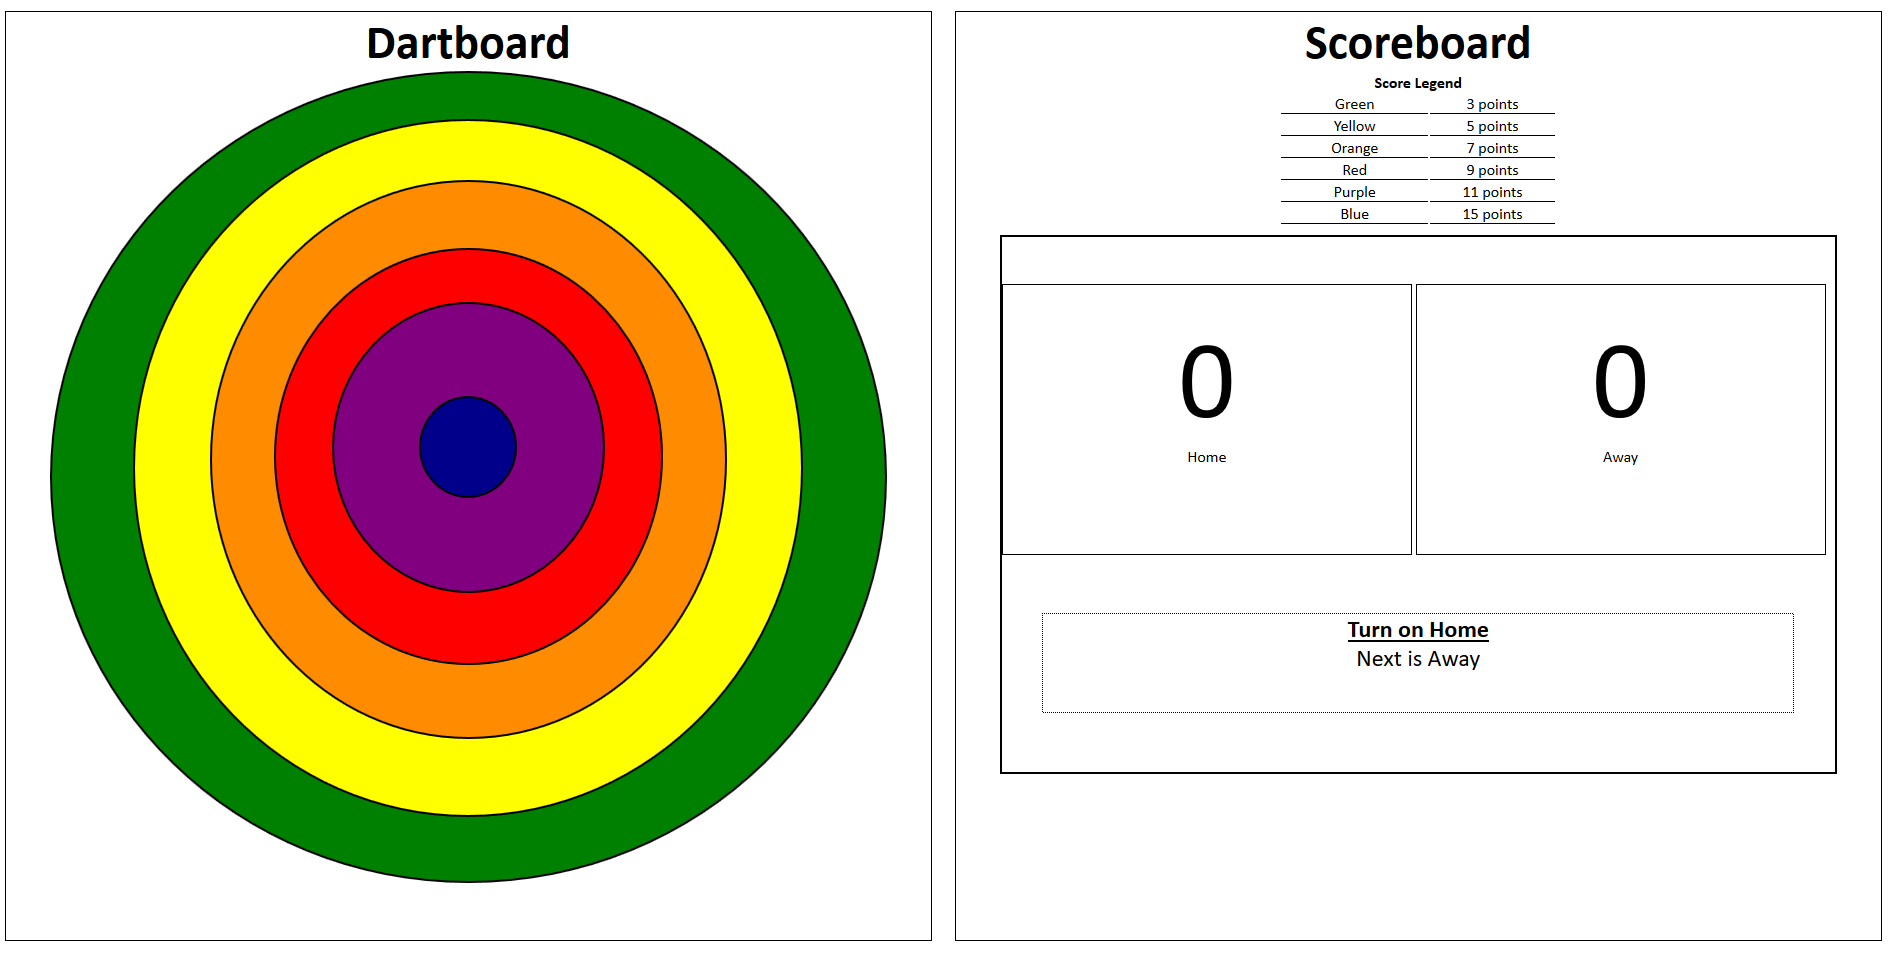 Dartboard
Scoreboard
Score Legend
Green 3 points
Yellow 5 points
Orange 7 points
Red 9 points
Purple 11 points
Blue 15 points
0 0
Home Away
Turn on Home
Next is Away